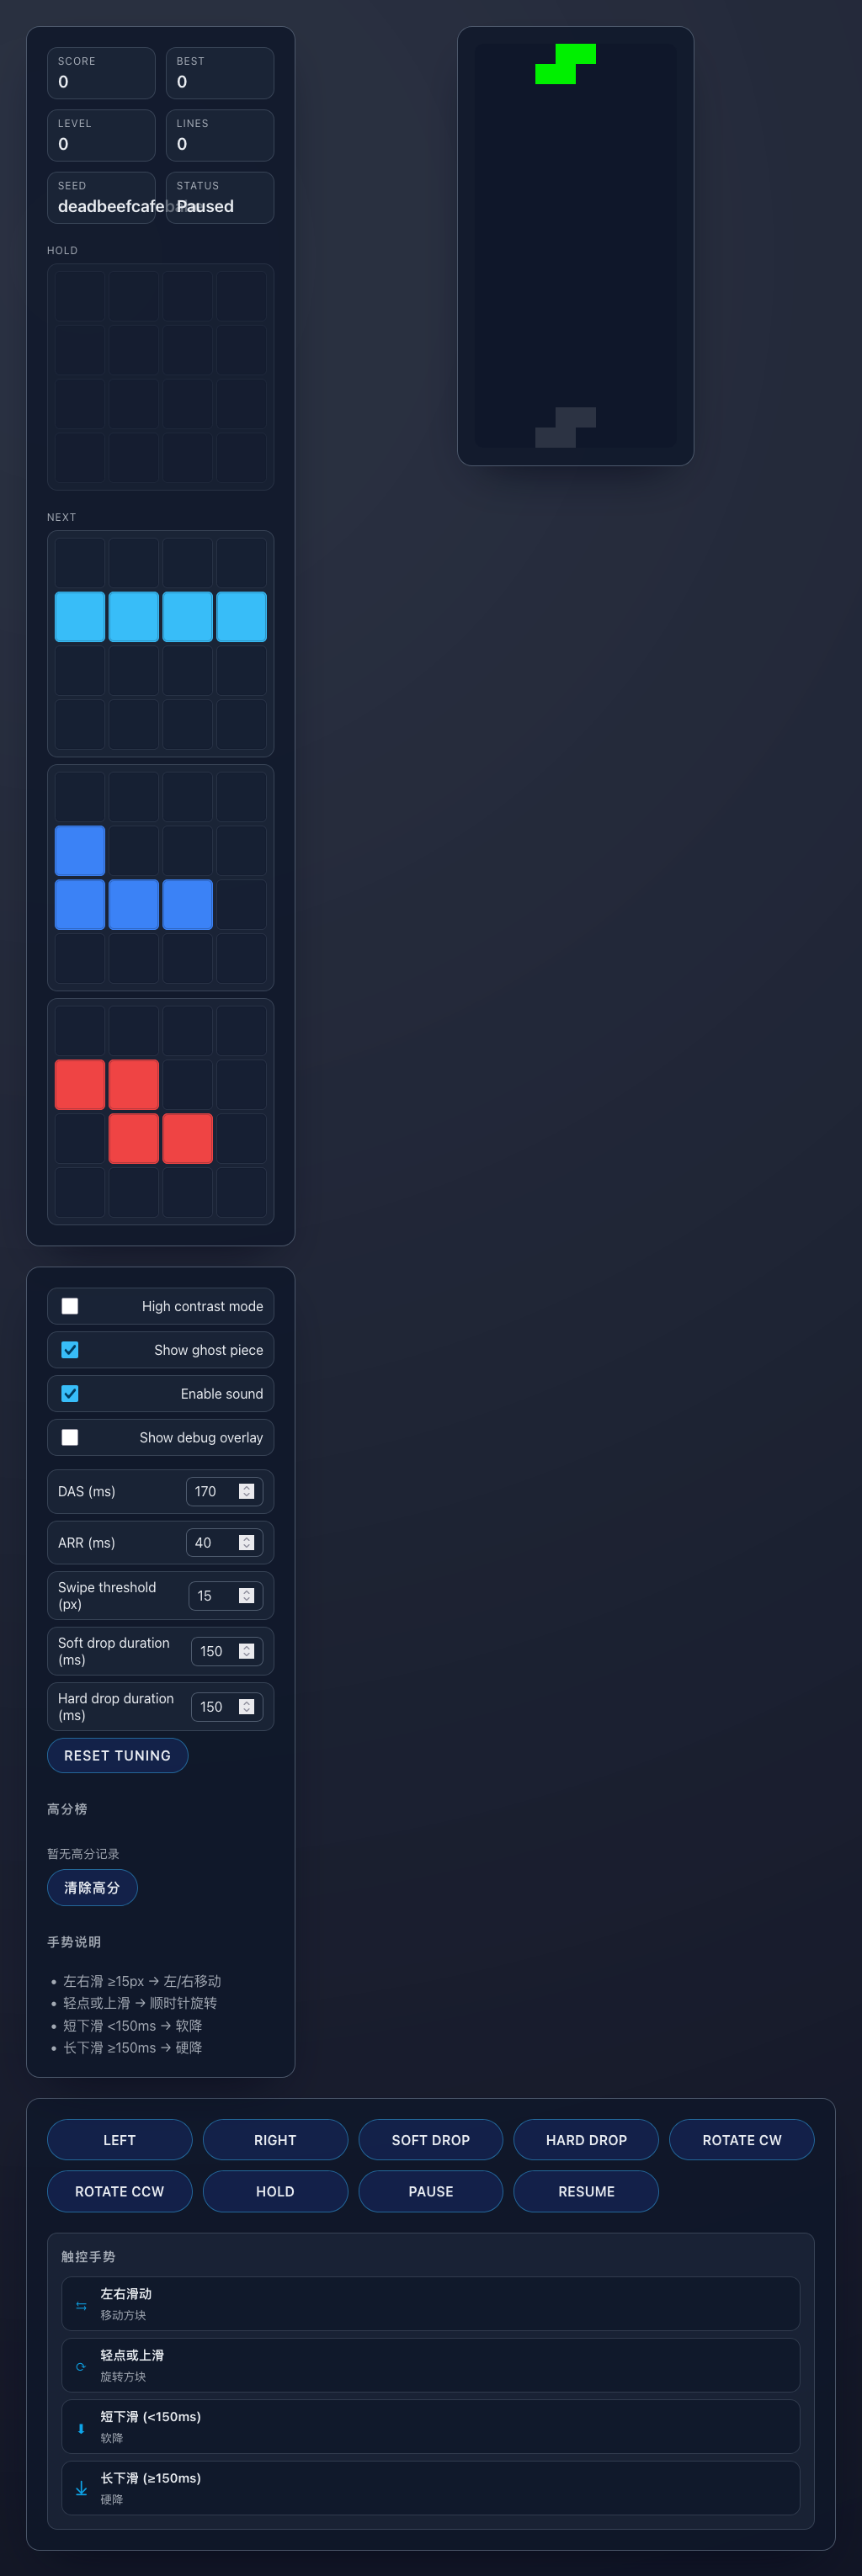 SCORE
0
BEST
0
LEVEL
0
LINES
0
SEED
deadbeefcafe
STATUS
Paused
HOLD
NEXT
High contrast mode
Show ghost piece
Enable sound
Show debug overlay
DAS (ms)
170
ARR (ms)
40
Swipe threshold
(px)
15
Soft drop duration
(ms)
150
Hard drop duration
(ms)
150
RESET TUNING
高分榜
暂无高分记录
清除高分
手势说明
• 左右滑 ≥15px → 左/右移动
• 轻点或上滑 → 顺时针旋转
• 短下滑 <150ms → 软降
• 长下滑 ≥150ms → 硬降
LEFT
RIGHT
SOFT DROP
HARD DROP
ROTATE CW
ROTATE CCW
HOLD
PAUSE
RESUME
触控手势
左右滑动
移动方块
轻点或上滑
旋转方块
短下滑 (<150ms)
软降
长下滑 (≥150ms)
硬降